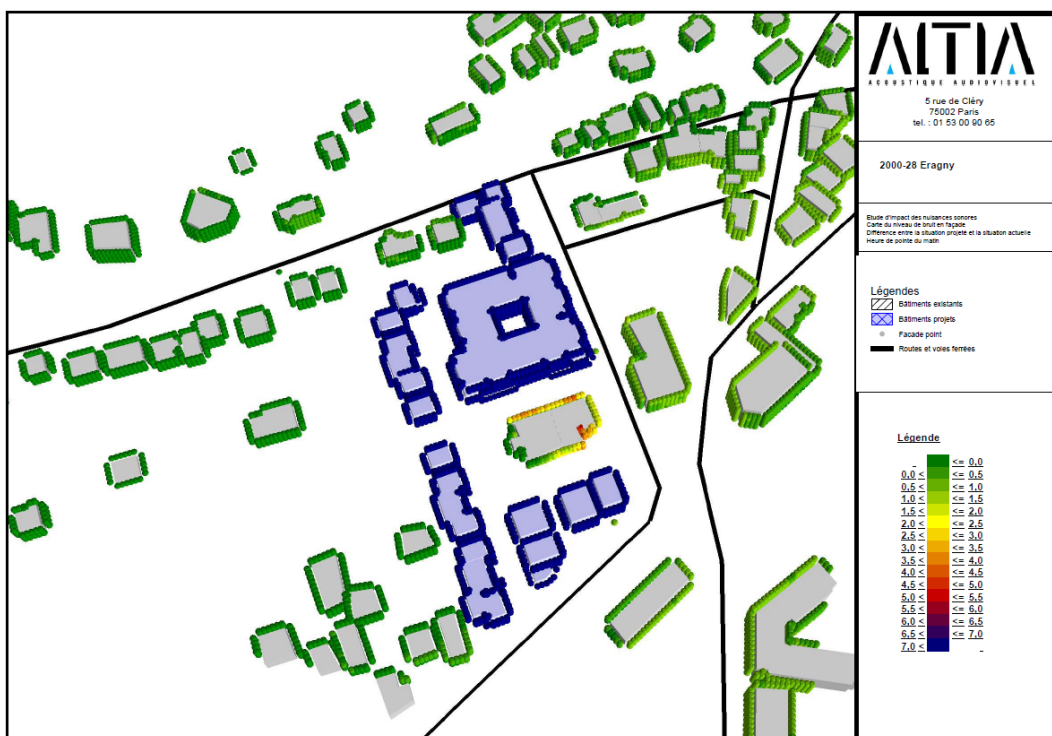 ALTIA
ACOUSTIQUE AUDIOVISUEL
5 rue de Cléry
75002 Paris
tel. : 01 53 00 90 65
2000-28 Eragny
Etude d'impact des nuisances sonores
Carte du niveau de bruit en façade
Différence entre la situation projeté et la situation actuelle
Heure de pointe du matin
Légendes
Bâtiments existants
Bâtiments projets
Facade point
Routes et voies ferrées
Légende
<= 0,0
0,0 < <= 0,5
0,5 < <= 1,0
1,0 < <= 1,5
1,5 < <= 2,0
2,0 < <= 2,5
2,5 < <= 3,0
3,0 < <= 3,5
3,5 < <= 4,0
4,0 < <= 4,5
4,5 < <= 5,0
5,0 < <= 5,5
5,5 < <= 6,0
6,0 < <= 6,5
6,5 < <= 7,0
7,0 <